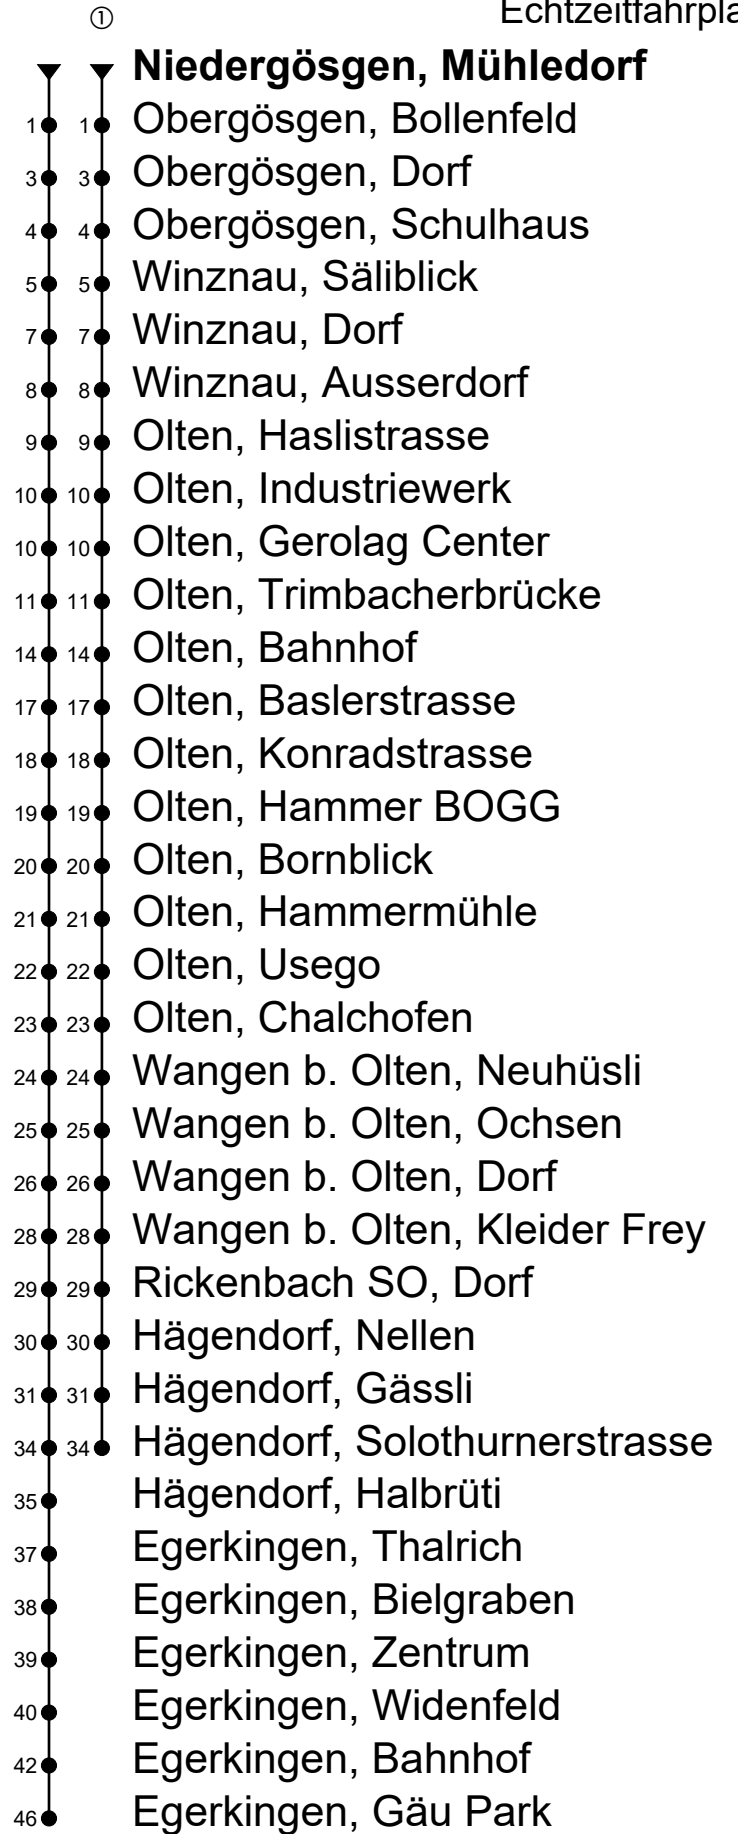 ① Echtzeitfahrpla
Niedergösgen, Mühledorf
1 1 Obergösgen, Bollenfeld
3 3 Obergösgen, Dorf
4 4 Obergösgen, Schulhaus
5 5 Winznau, Säliblick
7 7 Winznau, Dorf
8 8 Winznau, Ausserdorf
9 9 Olten, Haslistrasse
10 10 Olten, Industriewerk
10 10 Olten, Gerolag Center
11 11 Olten, Trimbacherbrücke
14 14 Olten, Bahnhof
17 17 Olten, Baslerstrasse
18 18 Olten, Konradstrasse
19 19 Olten, Hammer BOGG
20 20 Olten, Bornblick
21 21 Olten, Hammermühle
22 22 Olten, Usego
23 23 Olten, Chalchofen
24 24 Wangen b. Olten, Neuhüsli
25 25 Wangen b. Olten, Ochsen
26 26 Wangen b. Olten, Dorf
28 28 Wangen b. Olten, Kleider Frey
29 29 Rickenbach SO, Dorf
30 30 Hägendorf, Nellen
31 31 Hägendorf, Gässli
34 34 Hägendorf, Solothurnerstrasse
35 Hägendorf, Halbrüti
37 Egerkingen, Thalrich
38 Egerkingen, Bielgraben
39 Egerkingen, Zentrum
40 Egerkingen, Widenfeld
42 Egerkingen, Bahnhof
46 Egerkingen, Gäu Park